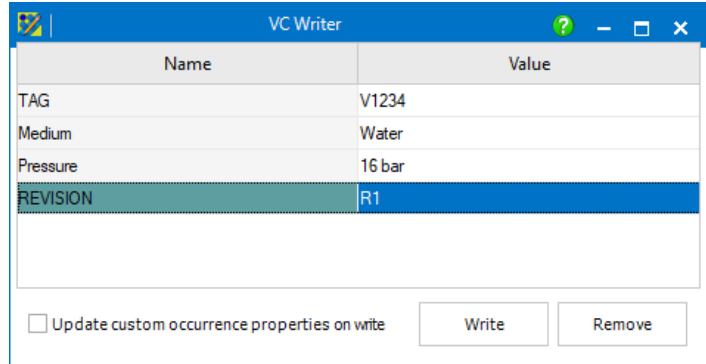 VC Writer ?
Name Value
TAG V1234
Medium Water
Pressure 16 bar
REVISION R1
Update custom occurrence properties on write Write Remove